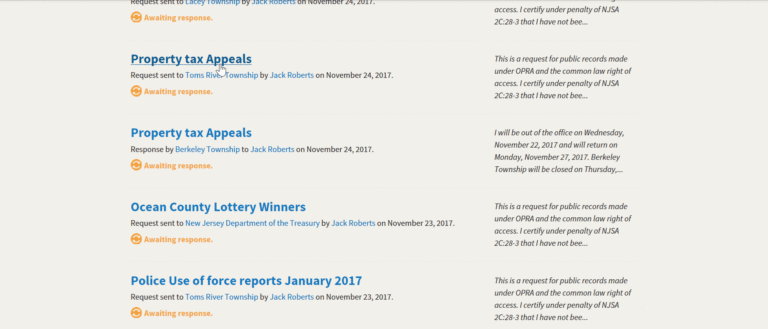 Request sent to Lacey Township by Jack Roberts on November 24, 2017.
Awaiting response.
access. I certify under penalty of NJSA
2C:28-3 that I have not bee...
Property tax Appeals
Request sent to Toms River Township by Jack Roberts on November 24, 2017.
Awaiting response.
This is a request for public records made
under OPRA and the common law right of
access. I certify under penalty of NJSA
2C:28-3 that I have not bee...
Property tax Appeals
Response by Berkeley Township to Jack Roberts on November 24, 2017.
Awaiting response.
I will be out of the office on Wednesday,
November 22, 2017 and will return on
Monday, November 27, 2017. Berkeley
Township will be closed on Thursday,...
Ocean County Lottery Winners
Request sent to New Jersey Department of the Treasury by Jack Roberts on November 23, 2017.
Awaiting response.
This is a request for public records made
under OPRA and the common law right of
access. I certify under penalty of NJSA
2C:28-3 that I have not bee...
Police Use of force reports January 2017
Request sent to Toms River Township by Jack Roberts on November 23, 2017.
Awaiting response.
This is a request for public records made
under OPRA and the common law right of
access. I certify under penalty of NJSA
2C:28-3 that I have not bee...